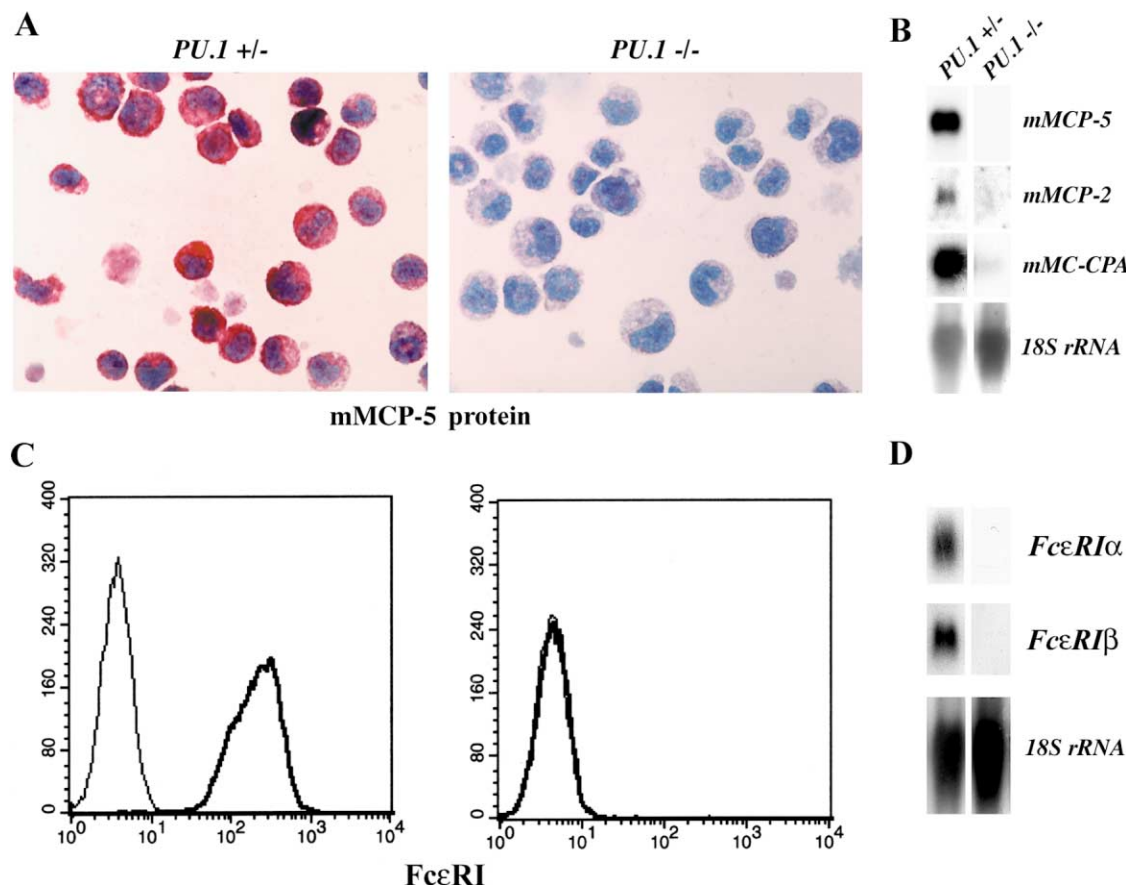 A
PU.1 +/-
PU.1 -/-
mMCP-5 protein
B
PU.1 +/-
PU.1 -/-
mMCP-5
mMCP-2
mMC-CPA
18S rRNA
C
400
320
240
160
80
0
10⁰ 10¹ 10² 10³ 10⁴
400
320
240
160
80
0
10⁰ 10¹ 10² 10³ 10⁴
FcεRI
D
FcεRIα
FcεRIβ
18S rRNA